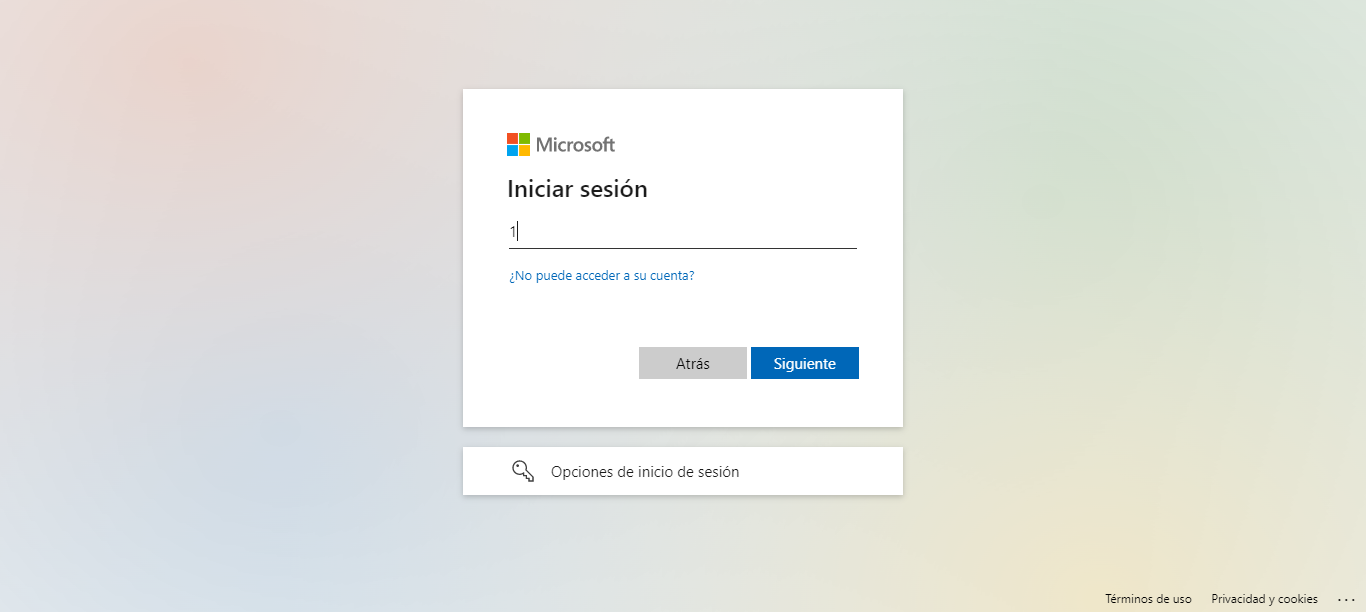 Microsoft
Iniciar sesión
1
¿No puede acceder a su cuenta?
Atrás
Siguiente
Opciones de inicio de sesión
Términos de uso
Privacidad y cookies
...